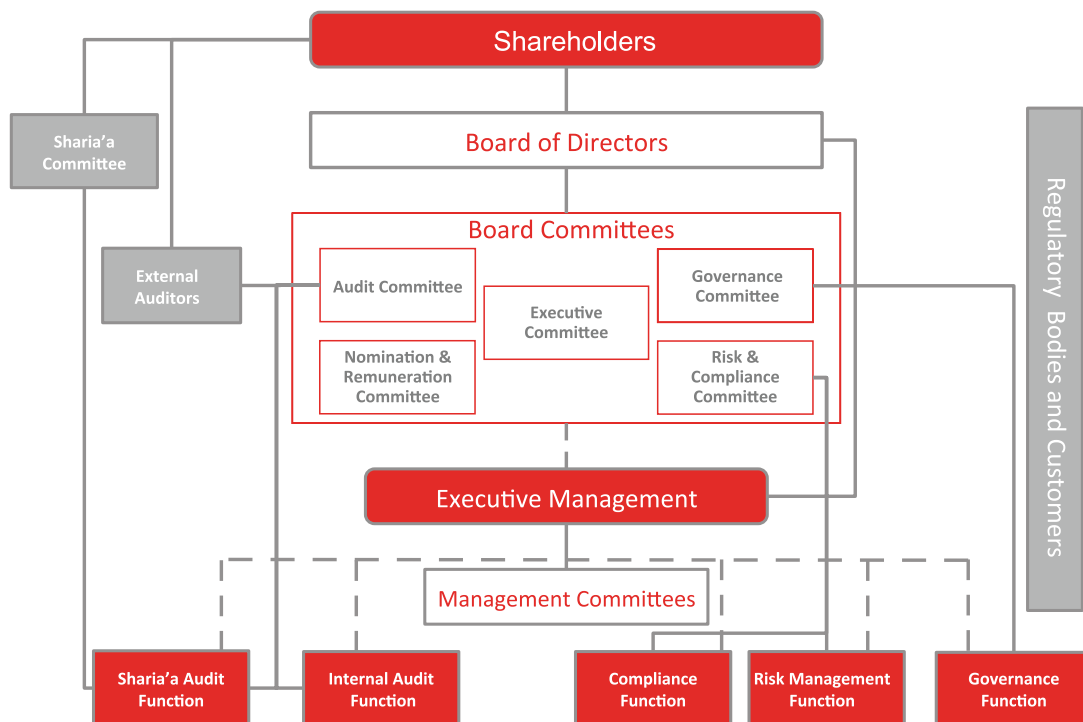 Shareholders
Sharia'a
Committee
Board of Directors
Board Committees
External
Auditors
Audit Committee
Executive
Committee
Governance
Committee
Nomination &
Remuneration
Committee
Risk &
Compliance
Committee
Regulatory Bodies and Customers
Executive Management
Management Committees
Sharia'a Audit
Function
Internal Audit
Function
Compliance
Function
Risk Management
Function
Governance
Function